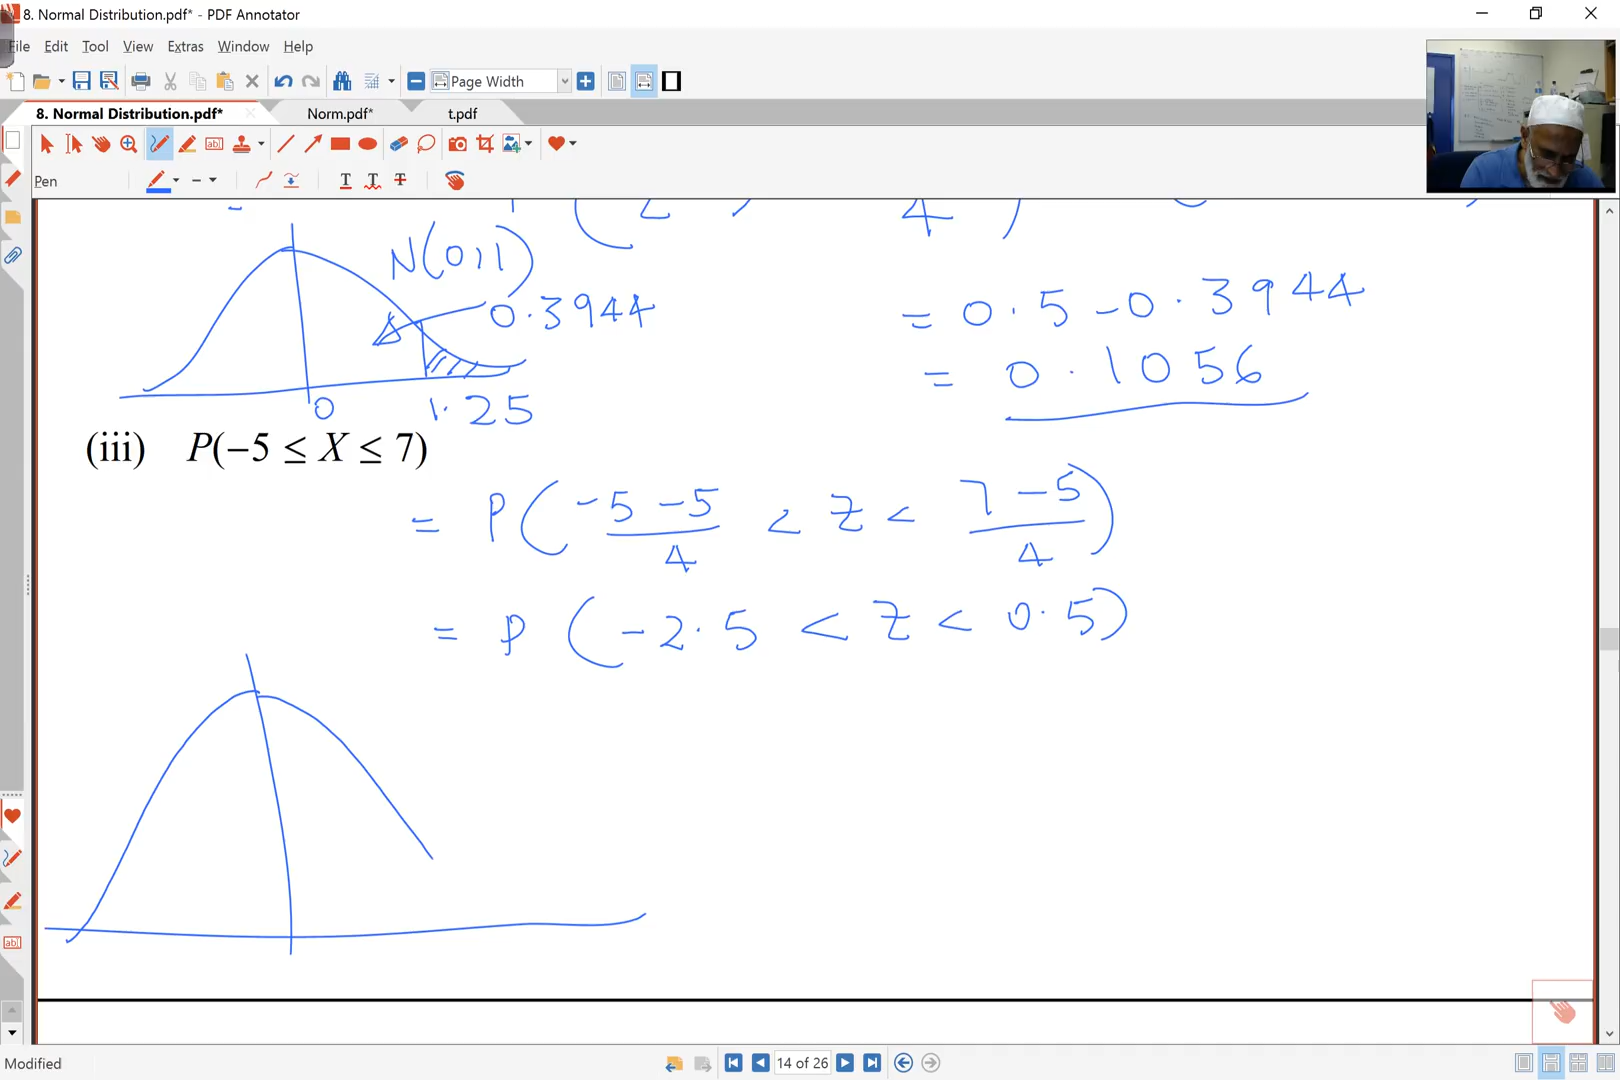 8. Normal Distribution.pdf* - PDF Annotator
File Edit Tool View Extras Window Help
Page Width
8. Normal Distribution.pdf* Norm.pdf* t.pdf
Pen
N(0,1)
0.3944
0 1.25
= 0.5 - 0.3944
= 0.1056
(iii) P(−5 ≤ X ≤ 7)
= P( -5 -5 / 4 < Z < 7 -5 / 4 )
= P ( -2.5 < Z < 0.5)
Modified
14 of 26